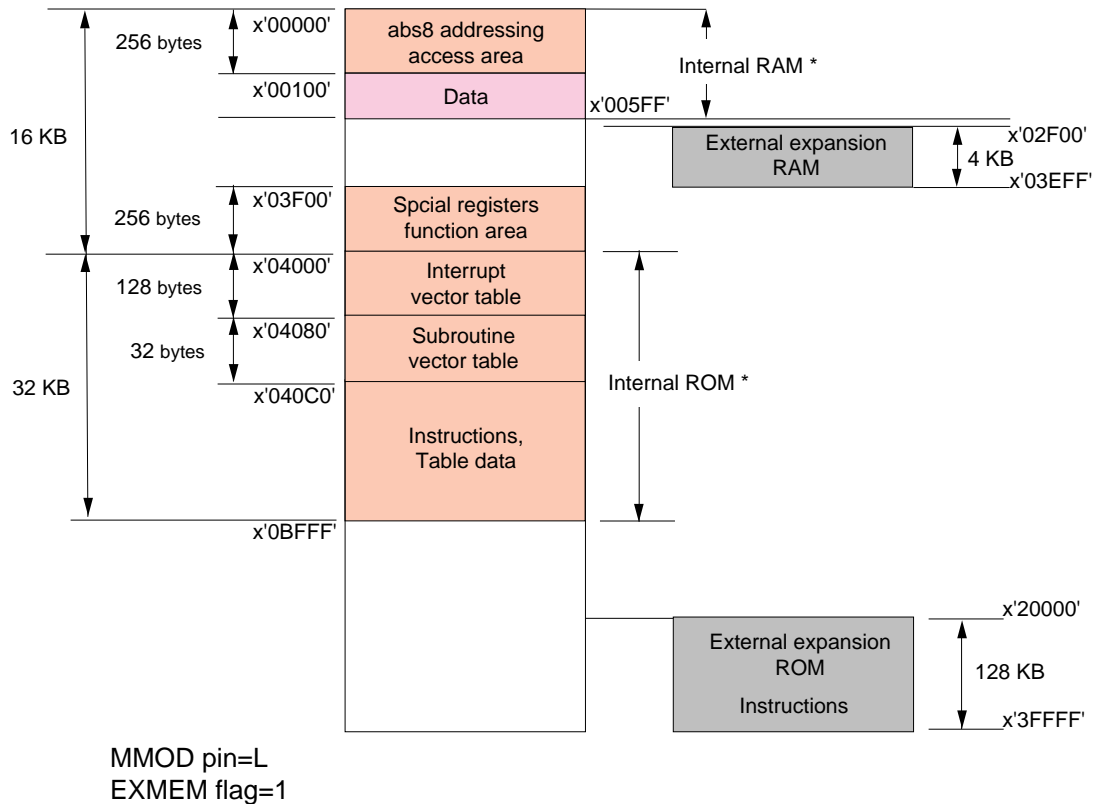 x'00000'
256 bytes
abs8 addressing
access area
Internal RAM *
x'00100'
Data
x'005FF'
16 KB
x'02F00'
External expansion
RAM
4 KB
x'03EFF'
x'03F00'
256 bytes
Spcial registers
function area
x'04000'
128 bytes
Interrupt
vector table
x'04080'
32 bytes
Subroutine
vector table
32 KB
Internal ROM *
x'040C0'
Instructions,
Table data
x'0BFFF'
x'20000'
External expansion
ROM
128 KB
Instructions
x'3FFFF'
MMOD pin=L
EXMEM flag=1